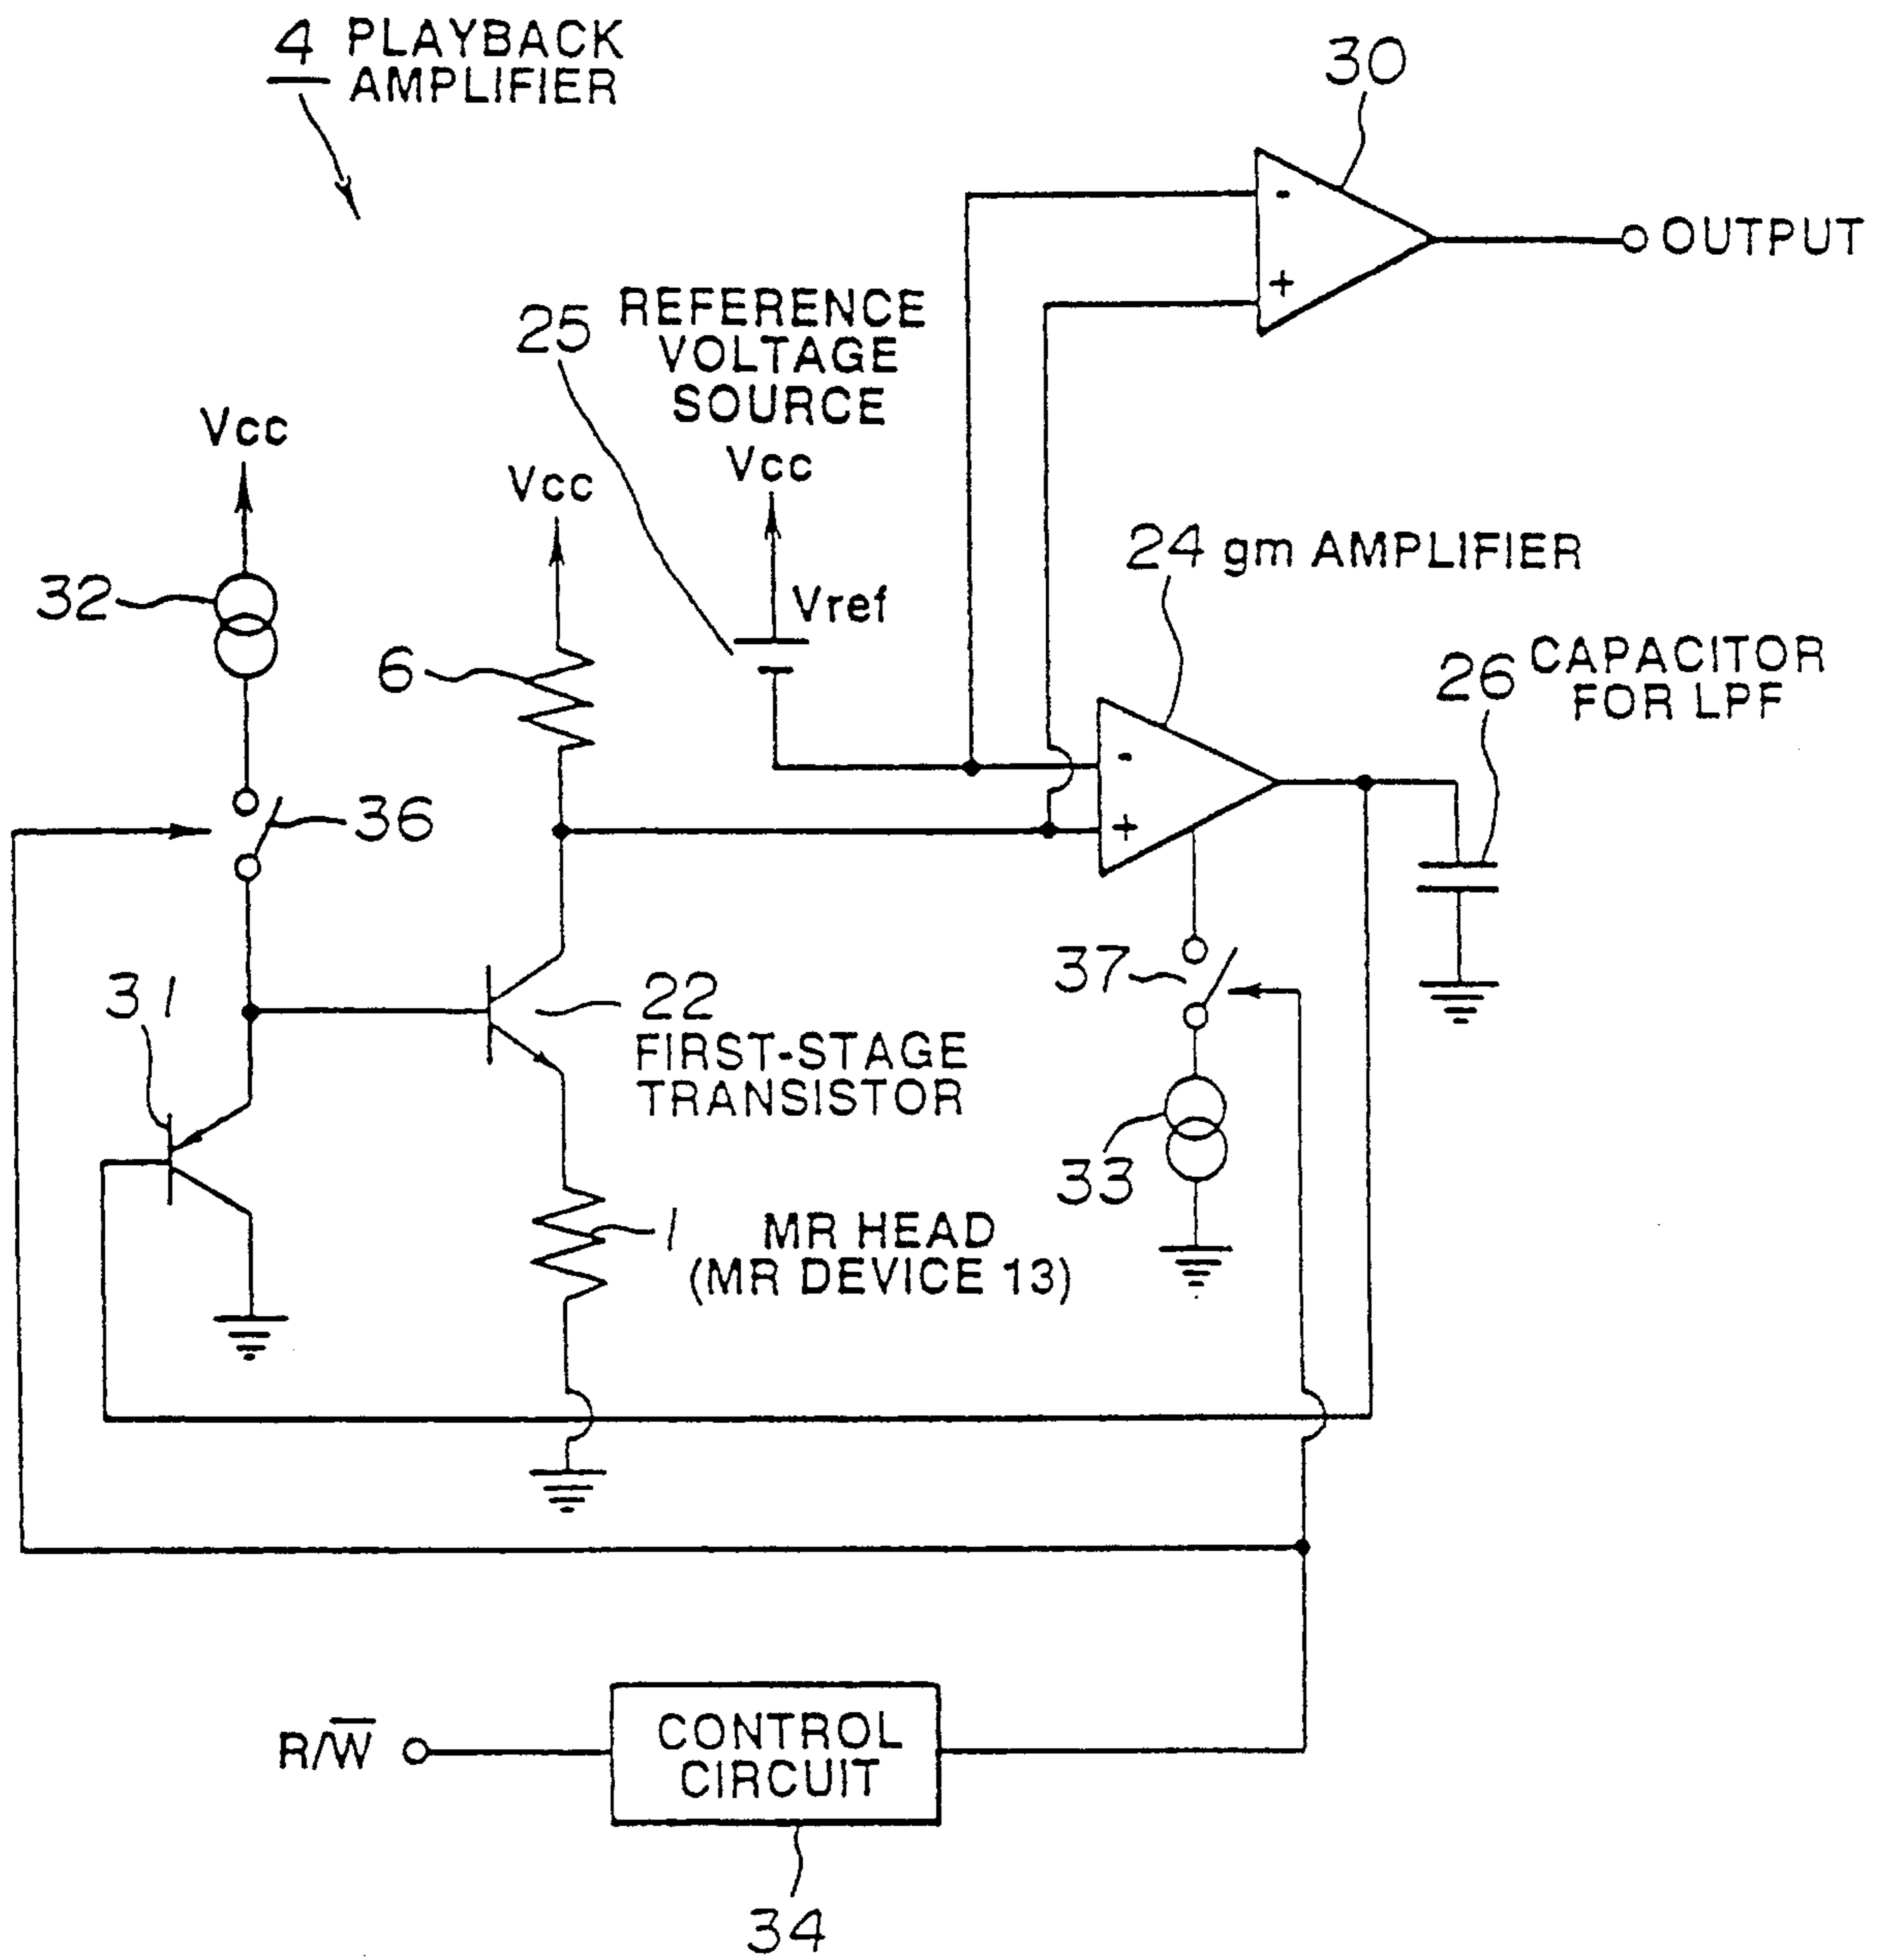 4 PLAYBACK
AMPLIFIER
30
-
+
OUTPUT
25 REFERENCE
VOLTAGE
SOURCE
Vcc
Vcc
Vcc
Vref
24 gm AMPLIFIER
32
6
26 CAPACITOR
FOR LPF
-
+
36
37
31
22
FIRST-STAGE
TRANSISTOR
33
1 MR HEAD
(MR DEVICE 13)
R/W̅
CONTROL
CIRCUIT
34